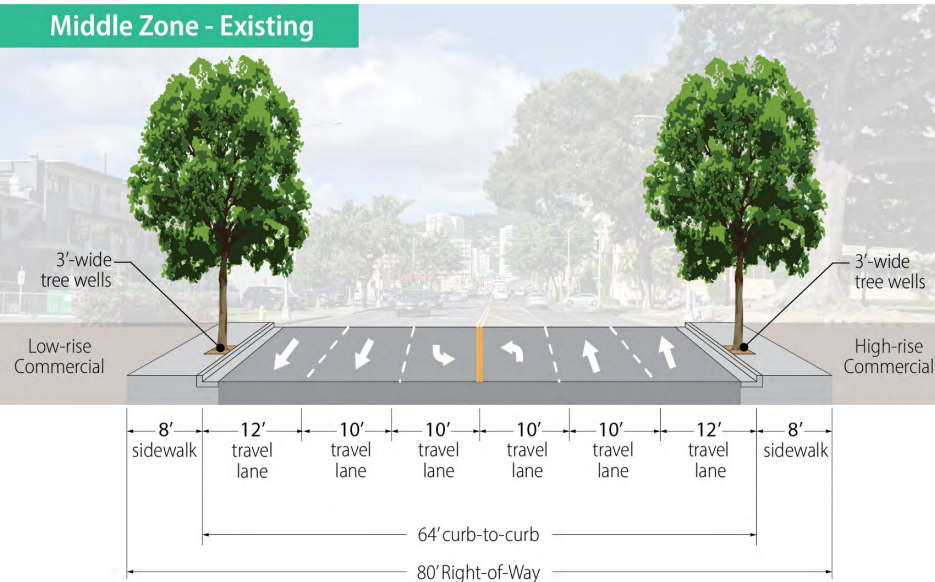 Middle Zone - Existing
3'-wide
tree wells
3'-wide
tree wells
Low-rise
Commercial
High-rise
Commercial
8'
sidewalk
12'
travel
lane
10'
travel
lane
10'
travel
lane
10'
travel
lane
10'
travel
lane
12'
travel
lane
8'
sidewalk
64' curb-to-curb
80' Right-of-Way